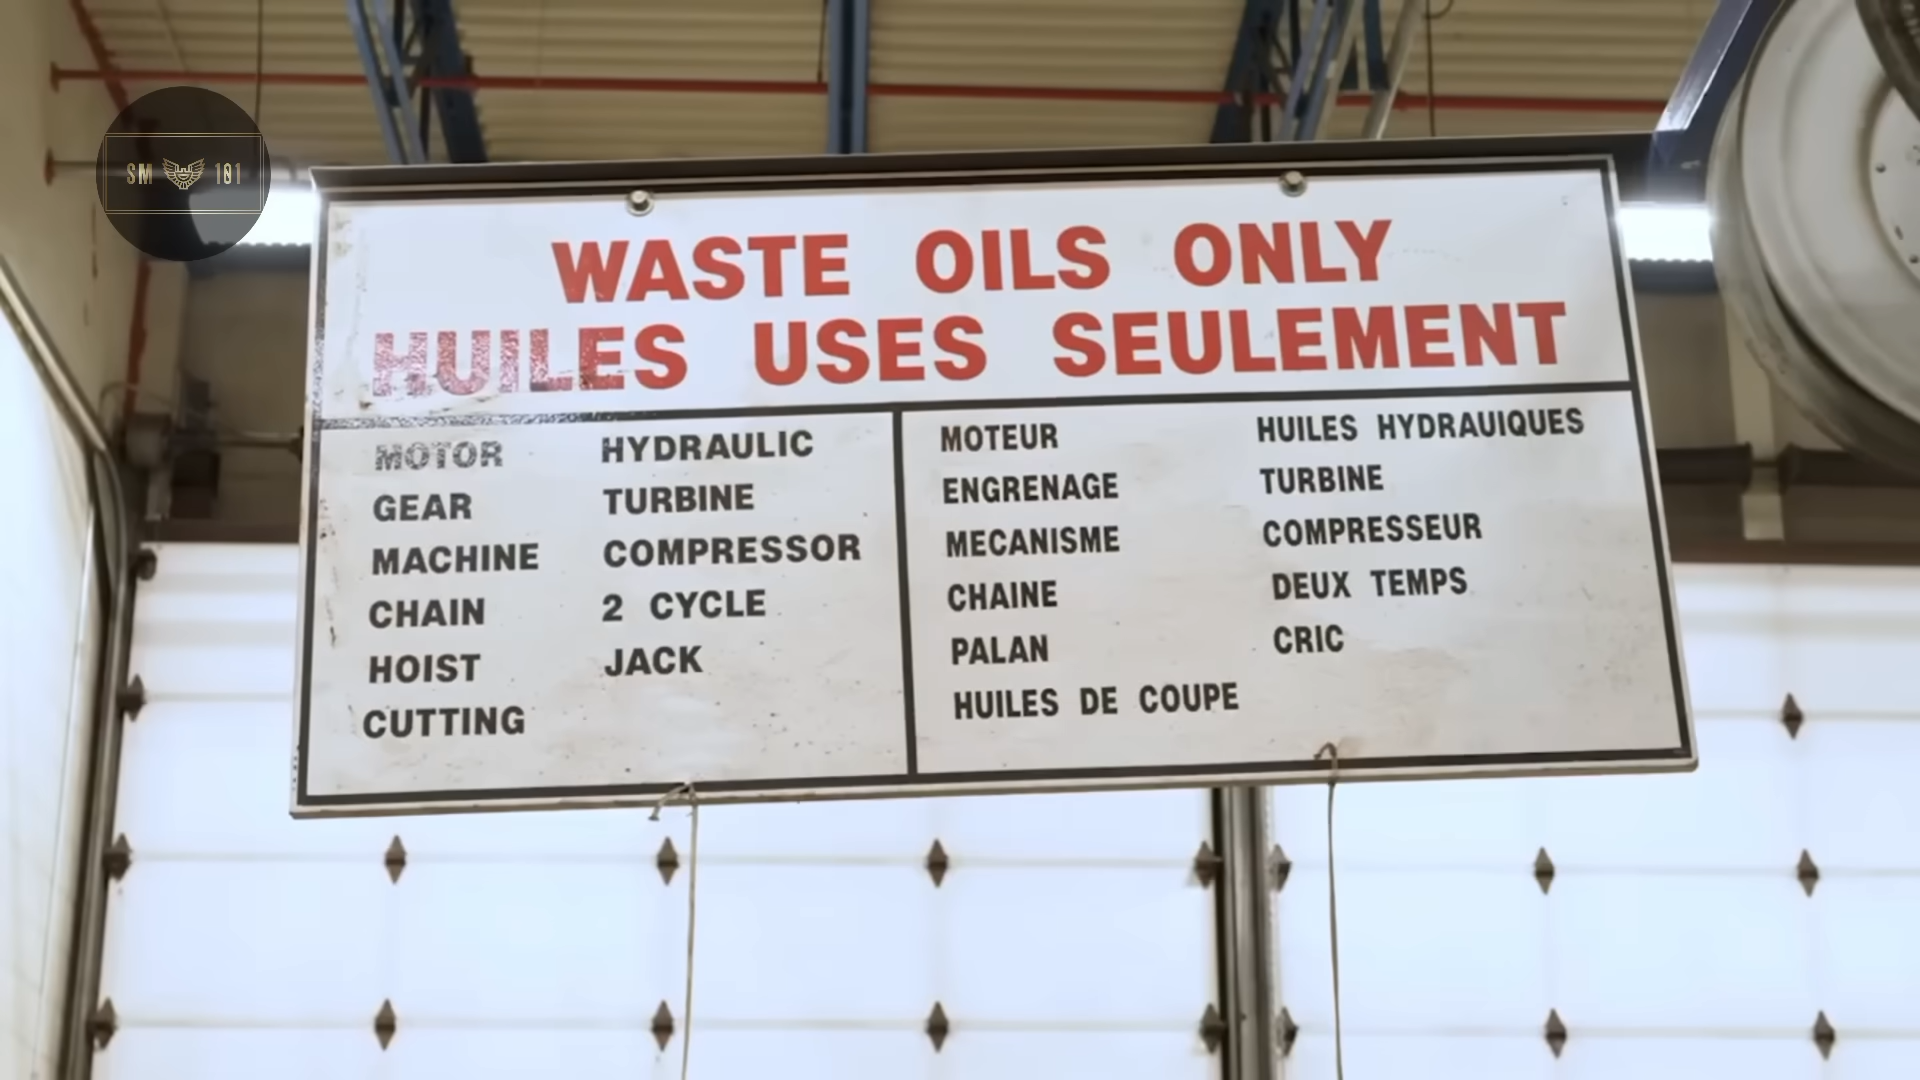 SM 101
WASTE OILS ONLY
HUILES USES SEULEMENT
MOTOR HYDRAULIC
GEAR TURBINE
MACHINE COMPRESSOR
CHAIN 2 CYCLE
HOIST JACK
CUTTING
MOTEUR HUILES HYDRAUIQUES
ENGRENAGE TURBINE
MECANISME COMPRESSEUR
CHAINE DEUX TEMPS
PALAN CRIC
HUILES DE COUPE